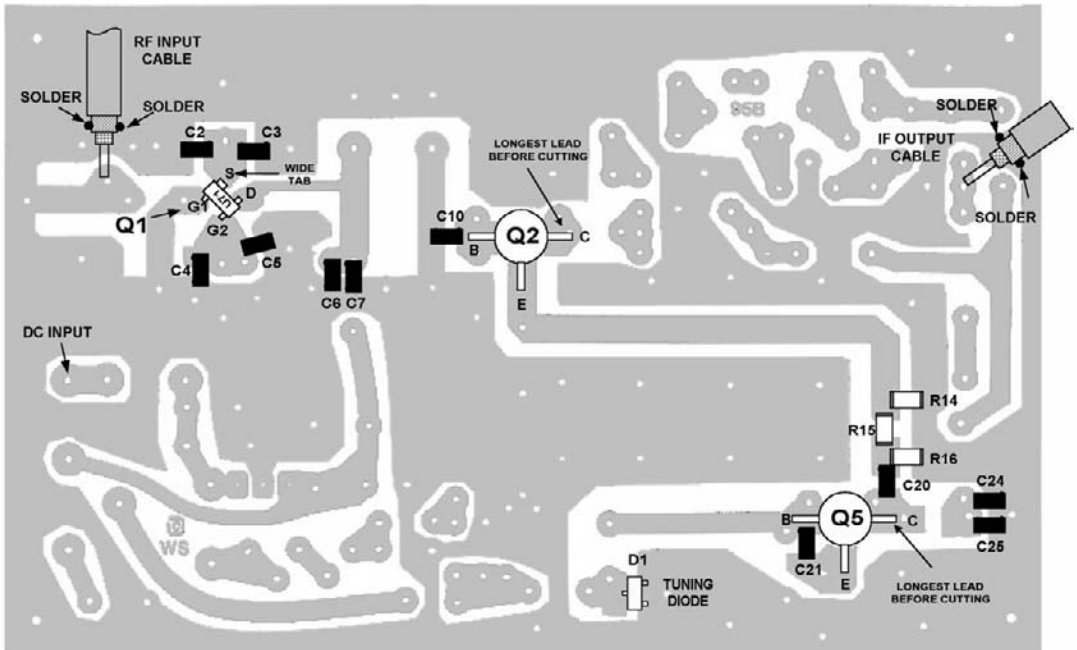 RF INPUT
CABLE
SOLDER
SOLDER
C2
C3
S
WIDE
TAB
D
U71
G1
Q1
G2
C4
C5
C6
C7
LONGEST LEAD
BEFORE CUTTING
C10
Q2
B
C
E
95B
SOLDER
IF OUTPUT
CABLE
SOLDER
DC INPUT
R14
R15
R16
C20
C24
C25
B
Q5
C
C21
E
LONGEST LEAD
BEFORE CUTTING
D1
TUNING
DIODE
WS